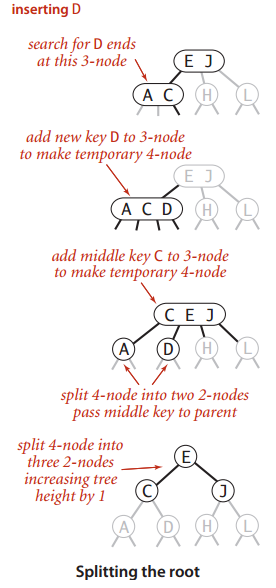 inserting D
search for D ends
at this 3-node
E J
A C
H
L
add new key D to 3-node
to make temporary 4-node
E J
A C D
H
L
add middle key C to 3-node
to make temporary 4-node
C E J
A
D
H
L
split 4-node into two 2-nodes
pass middle key to parent
split 4-node into
three 2-nodes
increasing tree
height by 1
E
C
J
A
D
H
L
Splitting the root